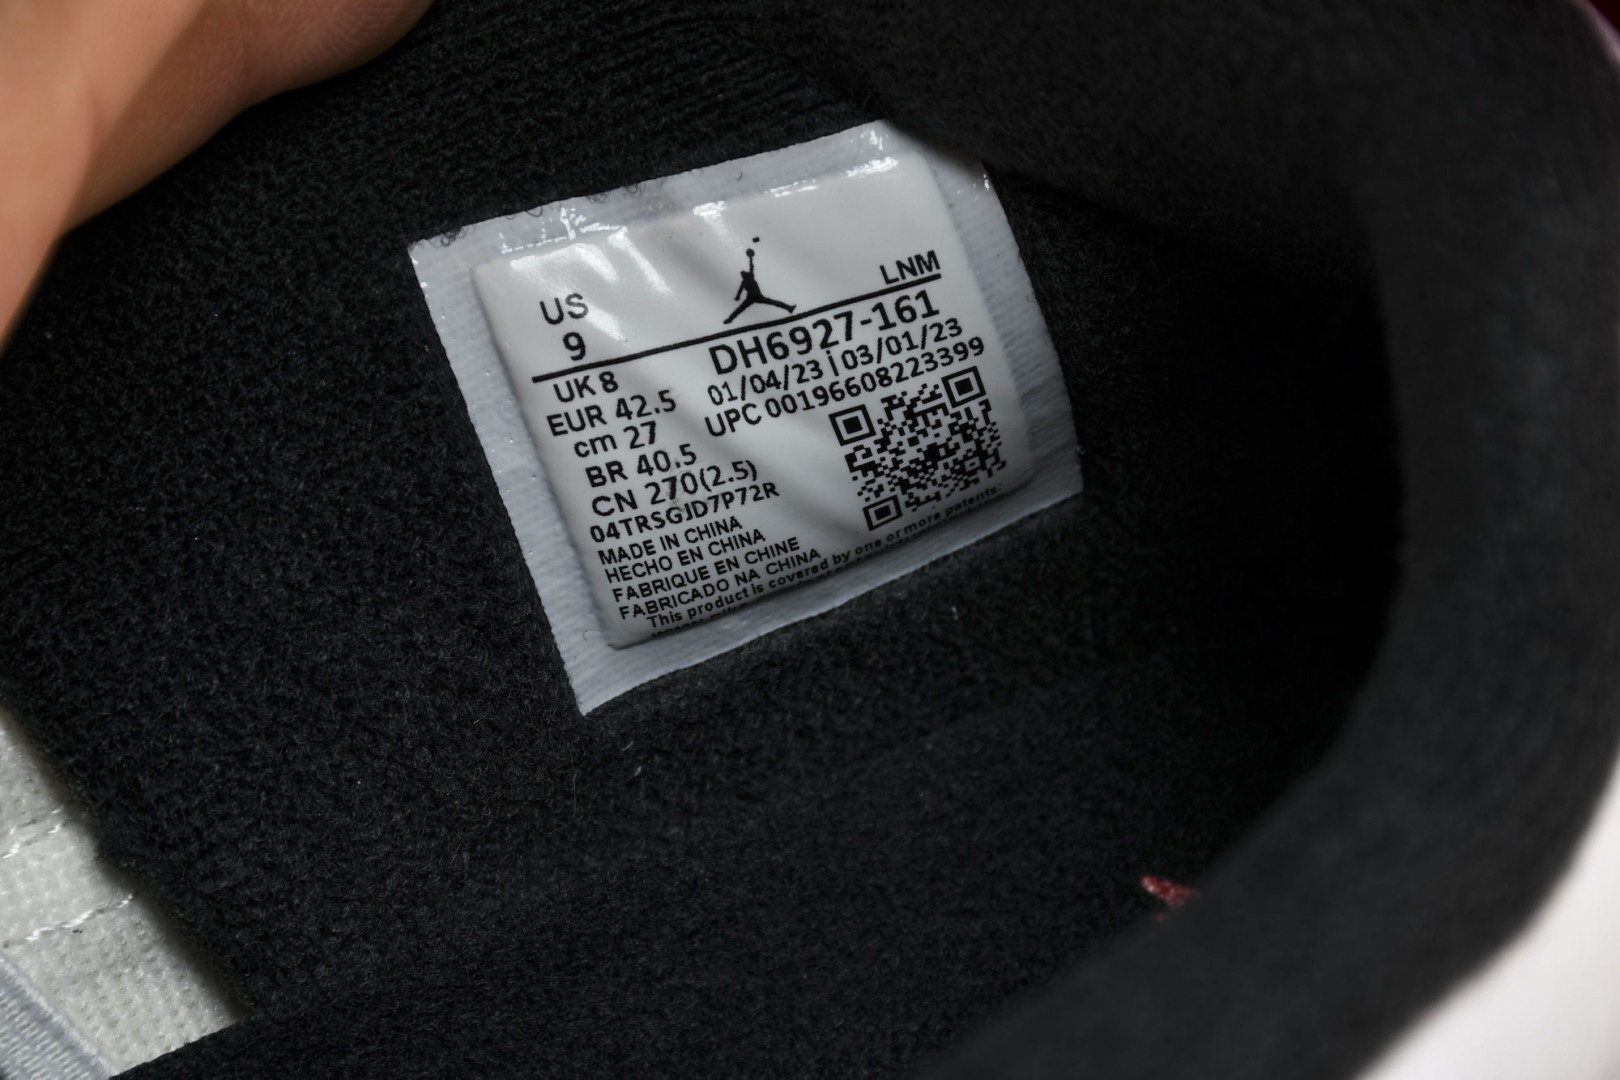 US
9
LNM
UK 8
EUR 42.5
cm 27
BR 40.5
CN 270(2.5)
04TRSGJD7P72R
DH6927-161
01/04/23 | 03/01/23
UPC 00196608223399
MADE IN CHINA
HECHO EN CHINA
FABRIQUE EN CHINE
FABRICADO NA CHINA
This product is covered by one or more patents: